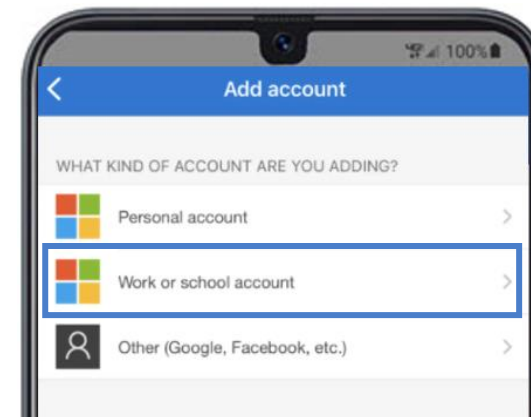 100%
Add account
WHAT KIND OF ACCOUNT ARE YOU ADDING?
Personal account
Work or school account
Other (Google, Facebook, etc.)